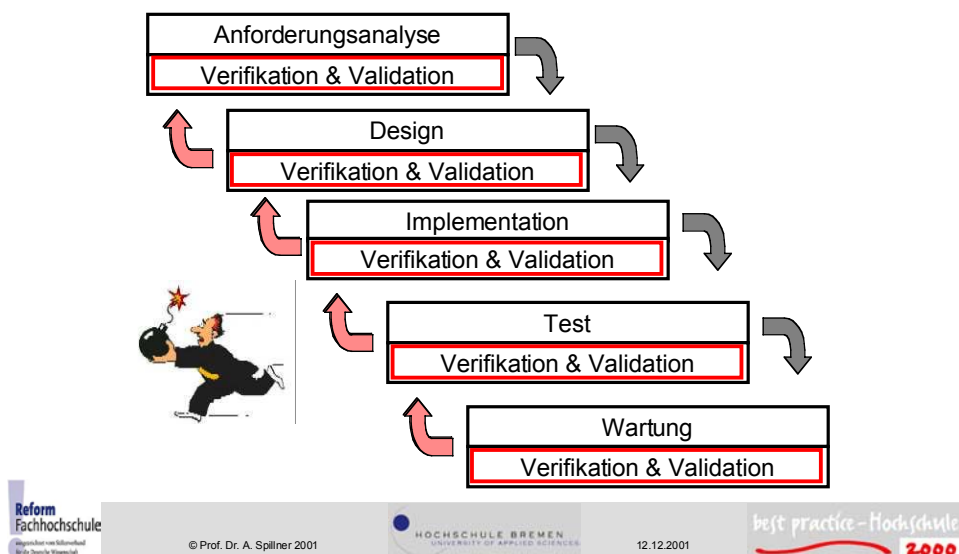 Anforderungsanalyse
Verifikation & Validation
Design
Verifikation & Validation
Implementation
Verifikation & Validation
Test
Verifikation & Validation
Wartung
Verifikation & Validation
Reform
Fachhochschule
© Prof. Dr. A. Spillner 2001
HOCHSCHULE BREMEN
UNIVERSITY OF APPLIED SCIENCES
12.12.2001
best practice-Hochschule
2000